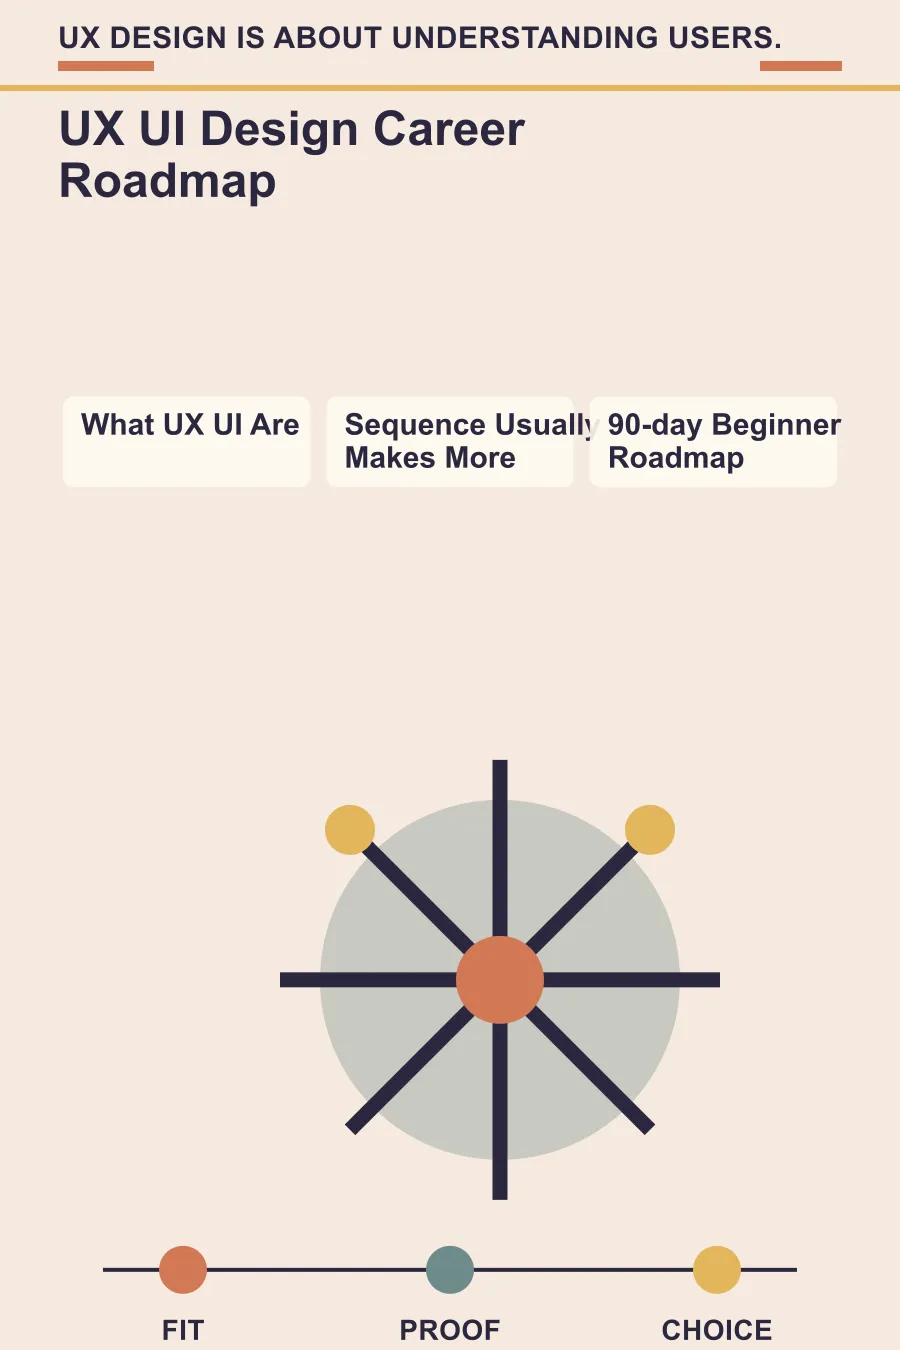 UX DESIGN IS ABOUT UNDERSTANDING USERS.
UX UI Design Career
Roadmap
What UX UI Are
Sequence Usually
Makes More
90-day Beginner
Roadmap
FIT
PROOF
CHOICE